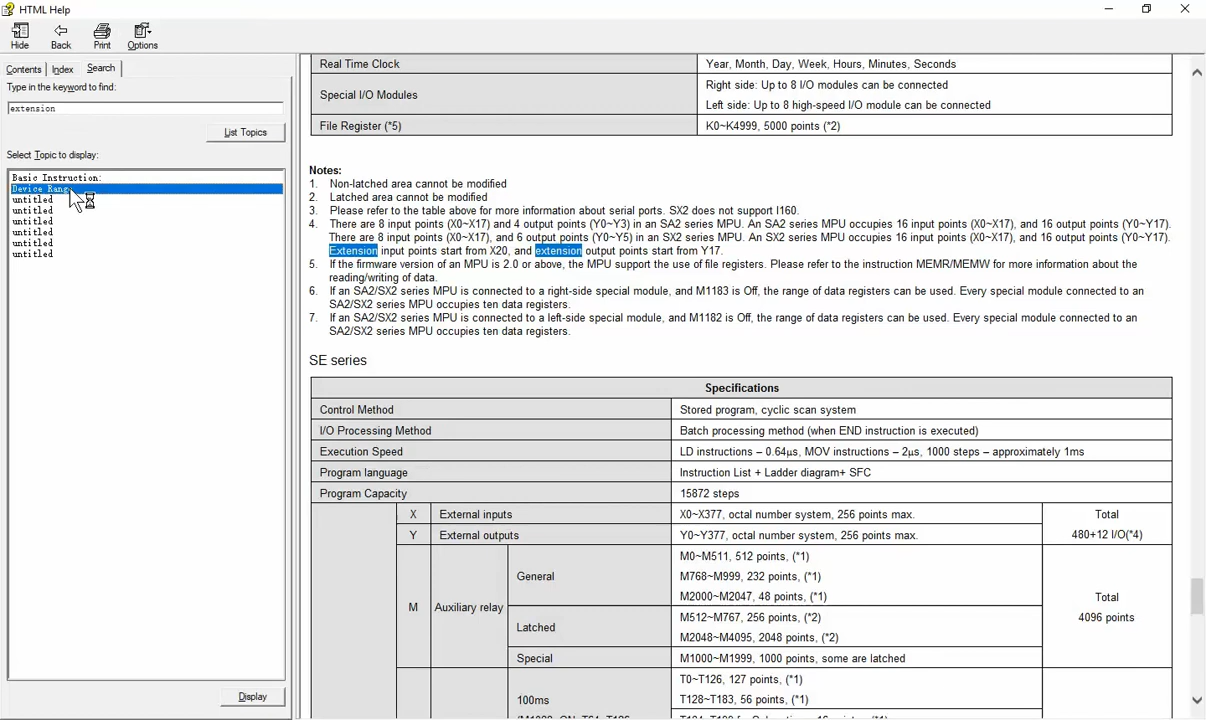 HTML Help
Hide
Back
Print
Options
Contents
Index
Search
Type in the keyword to find:
extension
List Topics
Select Topic to display:
Basic Instruction:
Device Rang
untitled
untitled
untitled
untitled
untitled
untitled
Display
Real Time Clock
Year, Month, Day, Week, Hours, Minutes, Seconds
Special I/O Modules
Right side: Up to 8 I/O modules can be connected
Left side: Up to 8 high-speed I/O module can be connected
File Register (*5)
K0~K4999, 5000 points (*2)
Notes:
1. Non-latched area cannot be modified
2. Latched area cannot be modified
3. Please refer to the table above for more information about serial ports. SX2 does not support I160.
4. There are 8 input points (X0~X17) and 4 output points (Y0~Y3) in an SA2 series MPU. An SA2 series MPU occupies 16 input points (X0~X17), and 16 output points (Y0~Y17).
There are 8 input points (X0~X17), and 6 output points (Y0~Y5) in an SX2 series MPU. An SX2 series MPU occupies 16 input points (X0~X17), and 16 output points (Y0~Y17).
Extension input points start from X20, and extension output points start from Y17.
5. If the firmware version of an MPU is 2.0 or above, the MPU support the use of file registers. Please refer to the instruction MEMR/MEMW for more information about the
reading/writing of data.
6. If an SA2/SX2 series MPU is connected to a right-side special module, and M1183 is Off, the range of data registers can be used. Every special module connected to an
SA2/SX2 series MPU occupies ten data registers.
7. If an SA2/SX2 series MPU is connected to a left-side special module, and M1182 is Off, the range of data registers can be used. Every special module connected to an
SA2/SX2 series MPU occupies ten data registers.
SE series
Specifications
Control Method
Stored program, cyclic scan system
I/O Processing Method
Batch processing method (when END instruction is executed)
Execution Speed
LD instructions – 0.64μs, MOV instructions – 2μs, 1000 steps – approximately 1ms
Program language
Instruction List + Ladder diagram+ SFC
Program Capacity
15872 steps
X
External inputs
X0~X377, octal number system, 256 points max.
Total
Y
External outputs
Y0~Y377, octal number system, 256 points max.
480+12 I/O(*4)
M
Auxiliary relay
General
M0~M511, 512 points, (*1)
M768~M999, 232 points, (*1)
M2000~M2047, 48 points, (*1)
Latched
M512~M767, 256 points, (*2)
M2048~M4095, 2048 points, (*2)
Special
M1000~M1999, 1000 points, some are latched
Total
4096 points
100ms
T0~T126, 127 points, (*1)
T128~T183, 56 points, (*1)